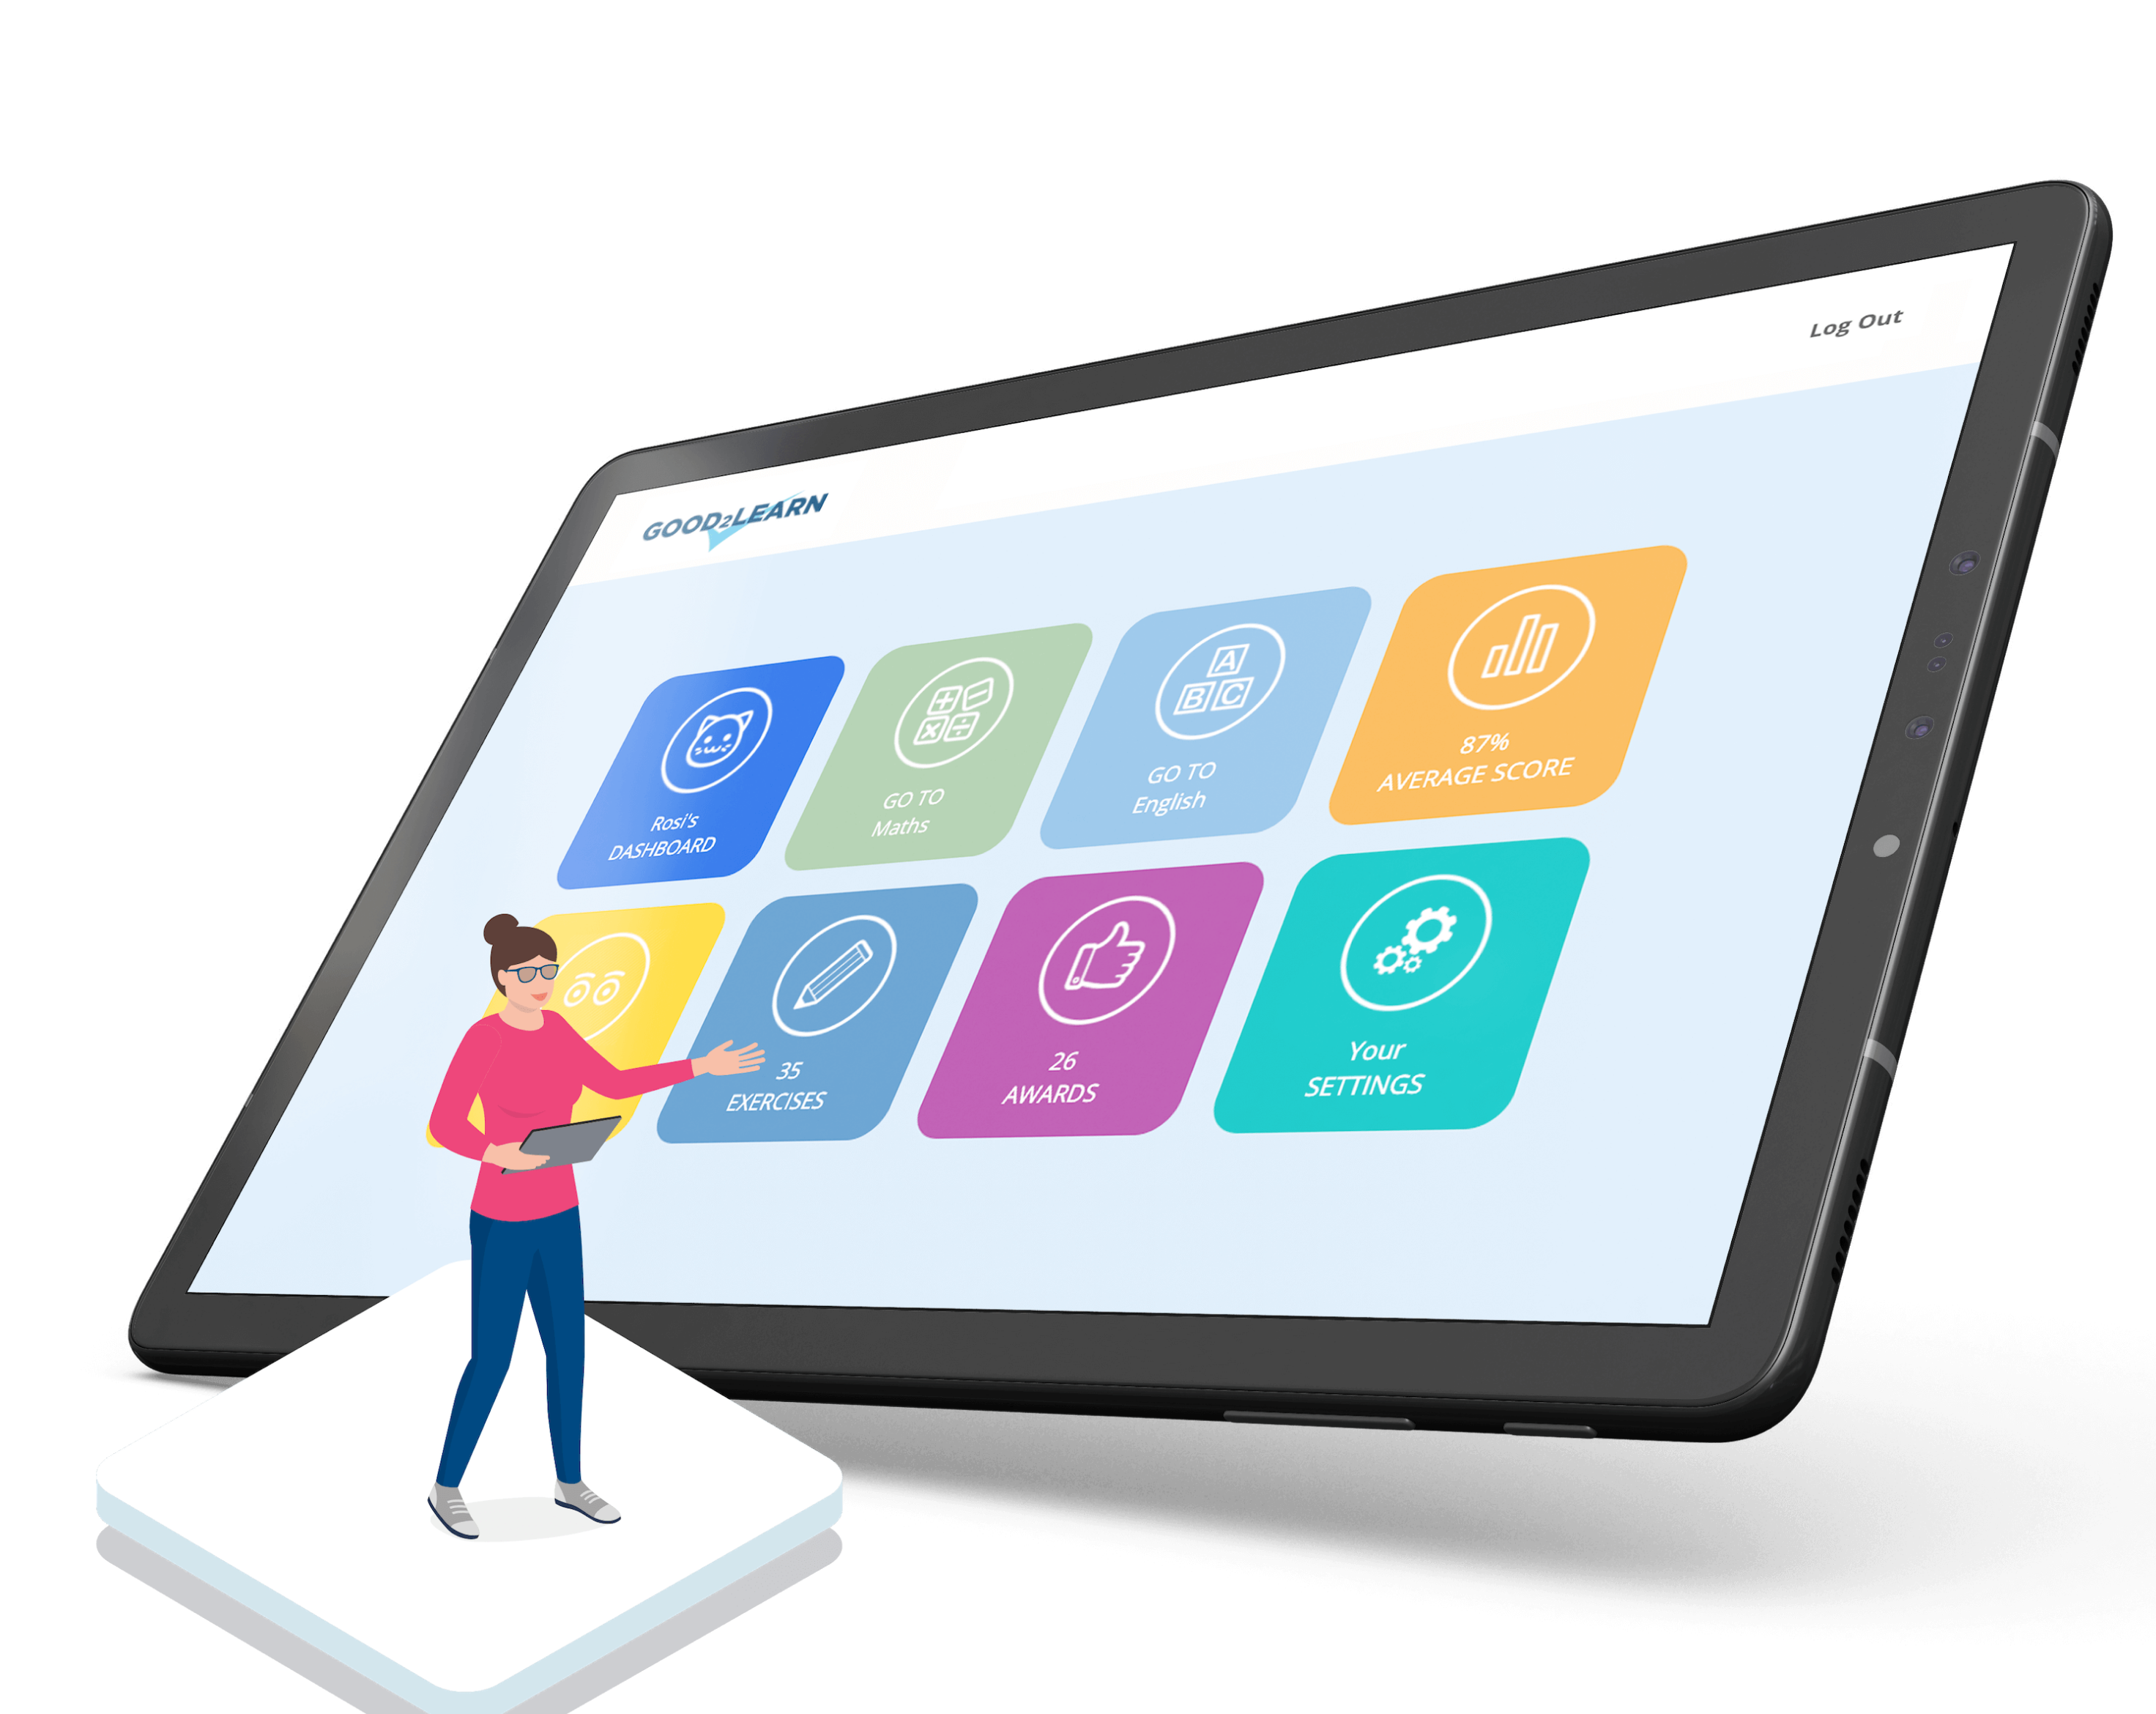 Log Out
GOOD2LEARN
Rosi's
DASHBOARD
GO TO
Maths
GO TO
English
87%
AVERAGE SCORE
35
EXERCISES
26
AWARDS
Your
SETTINGS